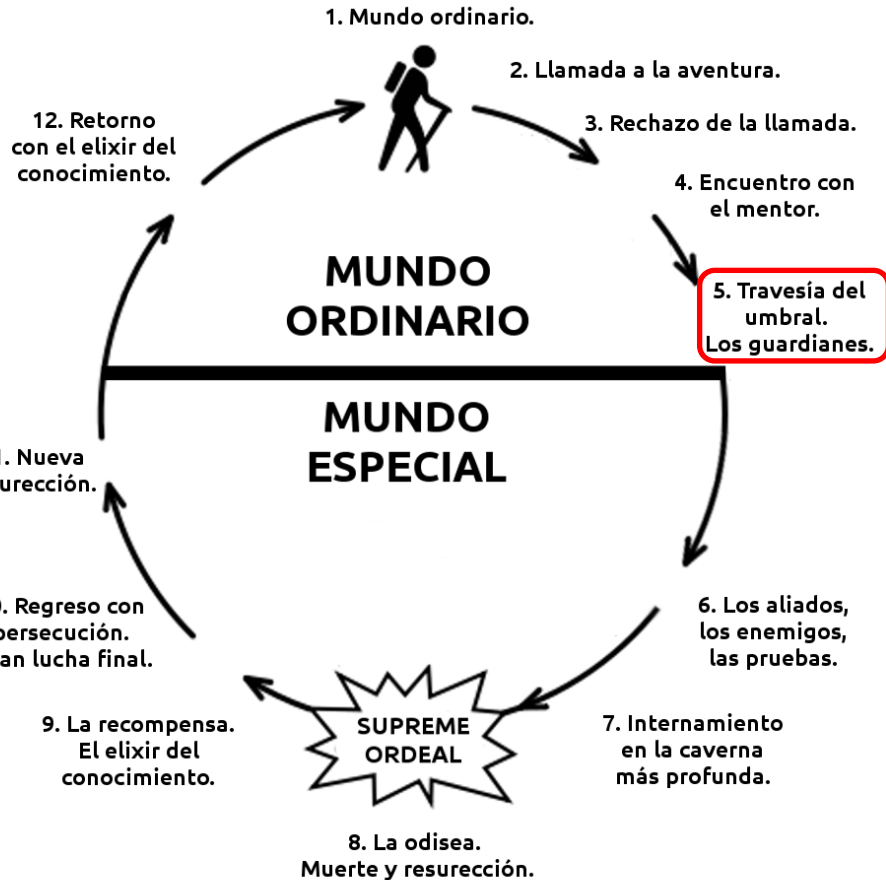 1. Mundo ordinario.
2. Llamada a la aventura.
3. Rechazo de la llamada.
4. Encuentro con
el mentor.
5. Travesía del
umbral.
Los guardianes.
6. Los aliados,
los enemigos,
las pruebas.
7. Internamiento
en la caverna
más profunda.
8. La odisea.
Muerte y resurección.
9. La recompensa.
El elixir del
conocimiento.
. Regreso con
persecución.
an lucha final.
. Nueva
urección.
12. Retorno
con el elixir del
conocimiento.
MUNDO
ORDINARIO
MUNDO
ESPECIAL
SUPREME
ORDEAL